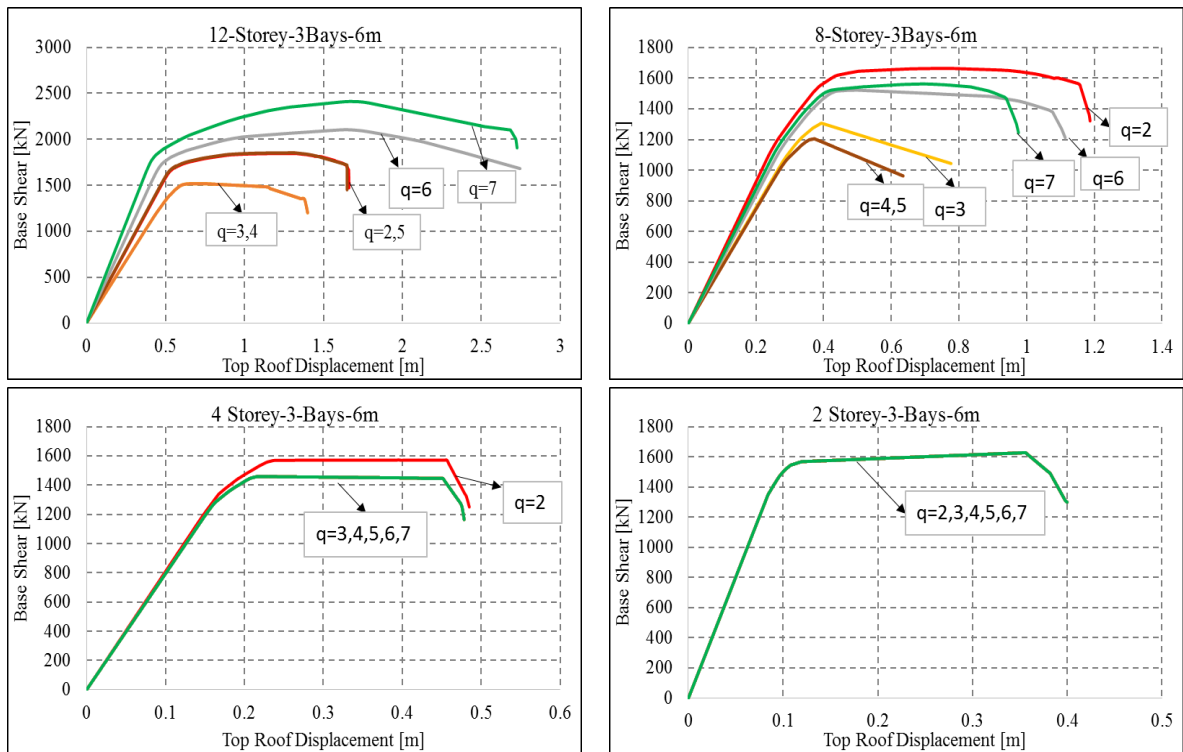 12-Storey-3Bays-6m
Base Shear [kN]
3000
2500
2000
1500
1000
500
0
q=6
q=7
q=3,4
q=2,5
0 0.5 1 1.5 2 2.5 3
Top Roof Displacement [m]
8-Storey-3Bays-6m
Base Shear [kN]
1800
1600
1400
1200
1000
800
600
400
200
0
q=2
q=7
q=6
q=4,5
q=3
0 0.2 0.4 0.6 0.8 1 1.2 1.4
Top Roof Displacement [m]
4 Storey-3-Bays-6m
Base Shear [kN]
1800
1600
1400
1200
1000
800
600
400
200
0
q=2
q=3,4,5,6,7
0 0.1 0.2 0.3 0.4 0.5 0.6
Top Roof Displacement [m]
2 Storey-3-Bays-6m
Base Shear [kN]
1800
1600
1400
1200
1000
800
600
400
200
0
q=2,3,4,5,6,7
0 0.1 0.2 0.3 0.4 0.5
Top Roof Displacement [m]